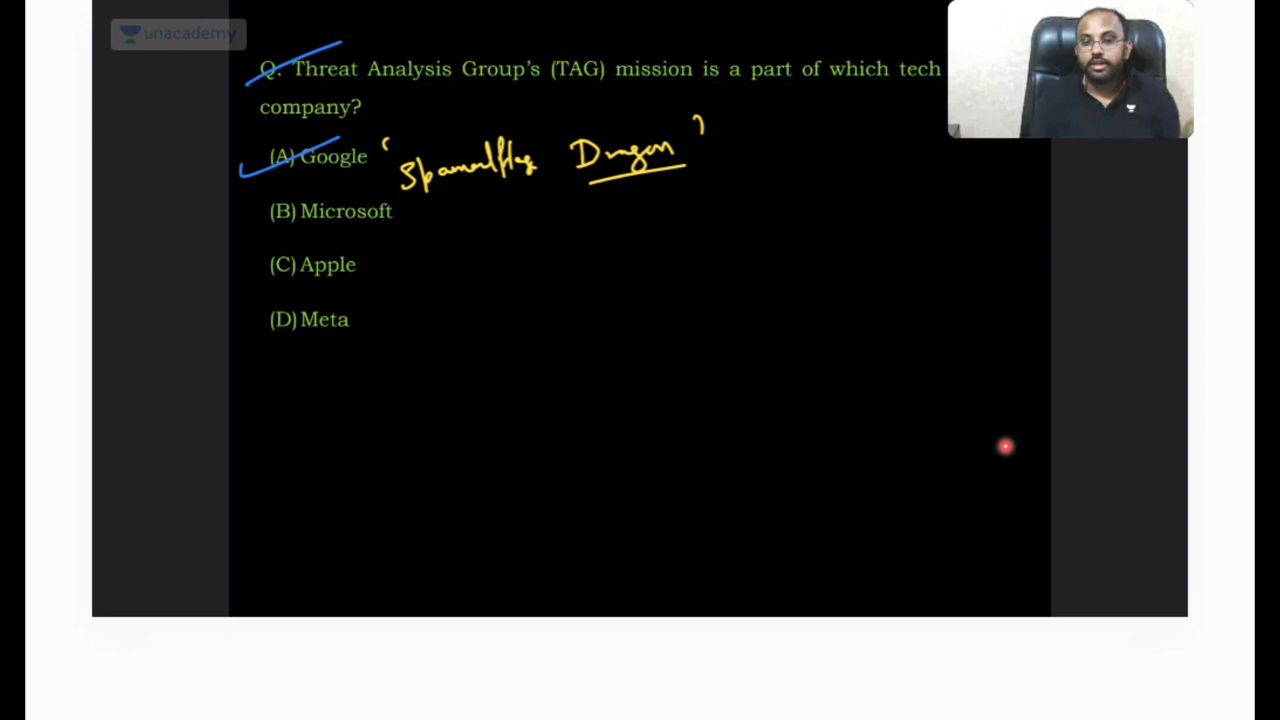 unacademy
Q. Threat Analysis Group's (TAG) mission is a part of which tech
company?
(A) Google 'Spamouflage Dragon'
(B) Microsoft
(C) Apple
(D) Meta